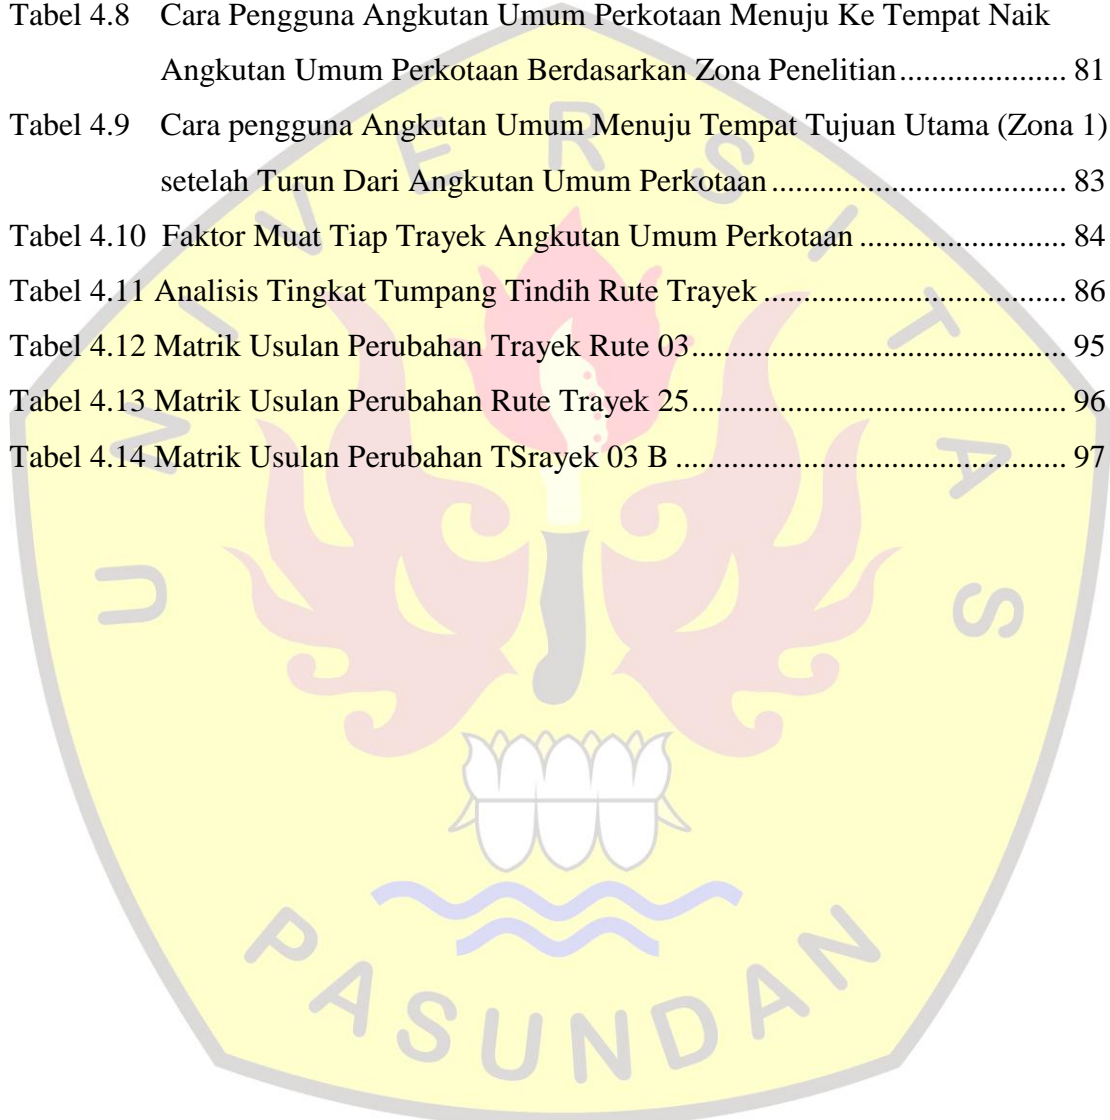 Tabel 4.8 Cara Pengguna Angkutan Umum Perkotaan Menuju Ke Tempat Naik
Angkutan Umum Perkotaan Berdasarkan Zona Penelitian..................... 81
Tabel 4.9 Cara pengguna Angkutan Umum Menuju Tempat Tujuan Utama (Zona 1)
setelah Turun Dari Angkutan Umum Perkotaan..................................... 83
Tabel 4.10 Faktor Muat Tiap Trayek Angkutan Umum Perkotaan.......................... 84
Tabel 4.11 Analisis Tingkat Tumpang Tindih Rute Trayek...................................... 86
Tabel 4.12 Matrik Usulan Perubahan Trayek Rute 03............................................... 95
Tabel 4.13 Matrik Usulan Perubahan Rute Trayek 25............................................... 96
Tabel 4.14 Matrik Usulan Perubahan TSrayek 03 B ................................................. 97
UNIVERSITAS
PASUNDAN